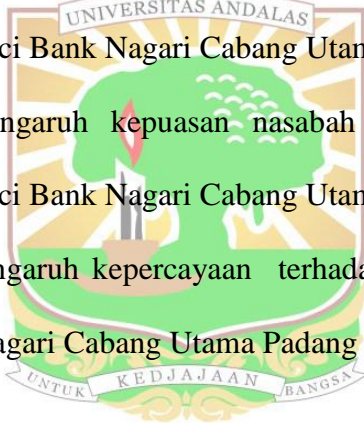 UNIVERSITAS ANDALAS
ci Bank Nagari Cabang Utam
ngaruh kepuasan nasabah
ci Bank Nagari Cabang Utam
ngaruh kepercayaan terhada
agari Cabang Utama Padang
UNTUK KEDJAJAAN BANGSA